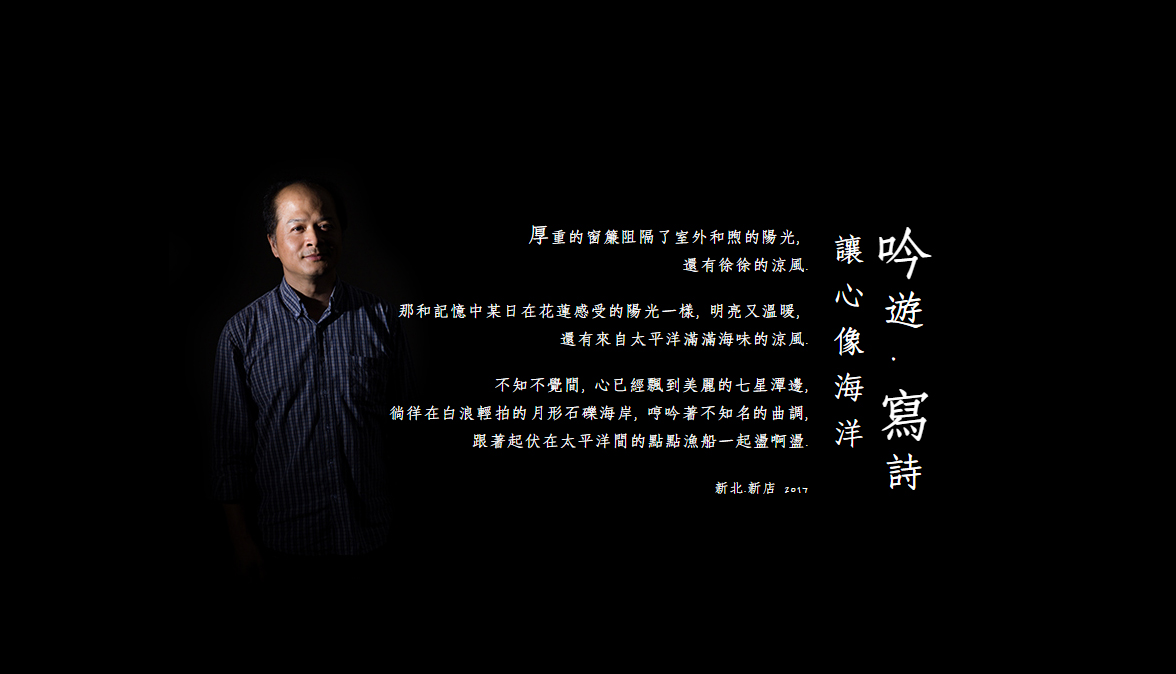 吟遊．寫詩
讓心像海洋
厚重的窗簾阻隔了室外和煦的陽光,
還有徐徐的涼風.
那和記憶中某日在花蓮感受的陽光一樣, 明亮又溫暖,
還有來自太平洋滿滿海味的涼風.
不知不覺間, 心已經飄到美麗的七星潭邊,
徜徉在白浪輕拍的月形石礫海岸, 哼吟著不知名的曲調,
跟著起伏在太平洋間的點點漁船一起盪啊盪.
新北.新店 2017